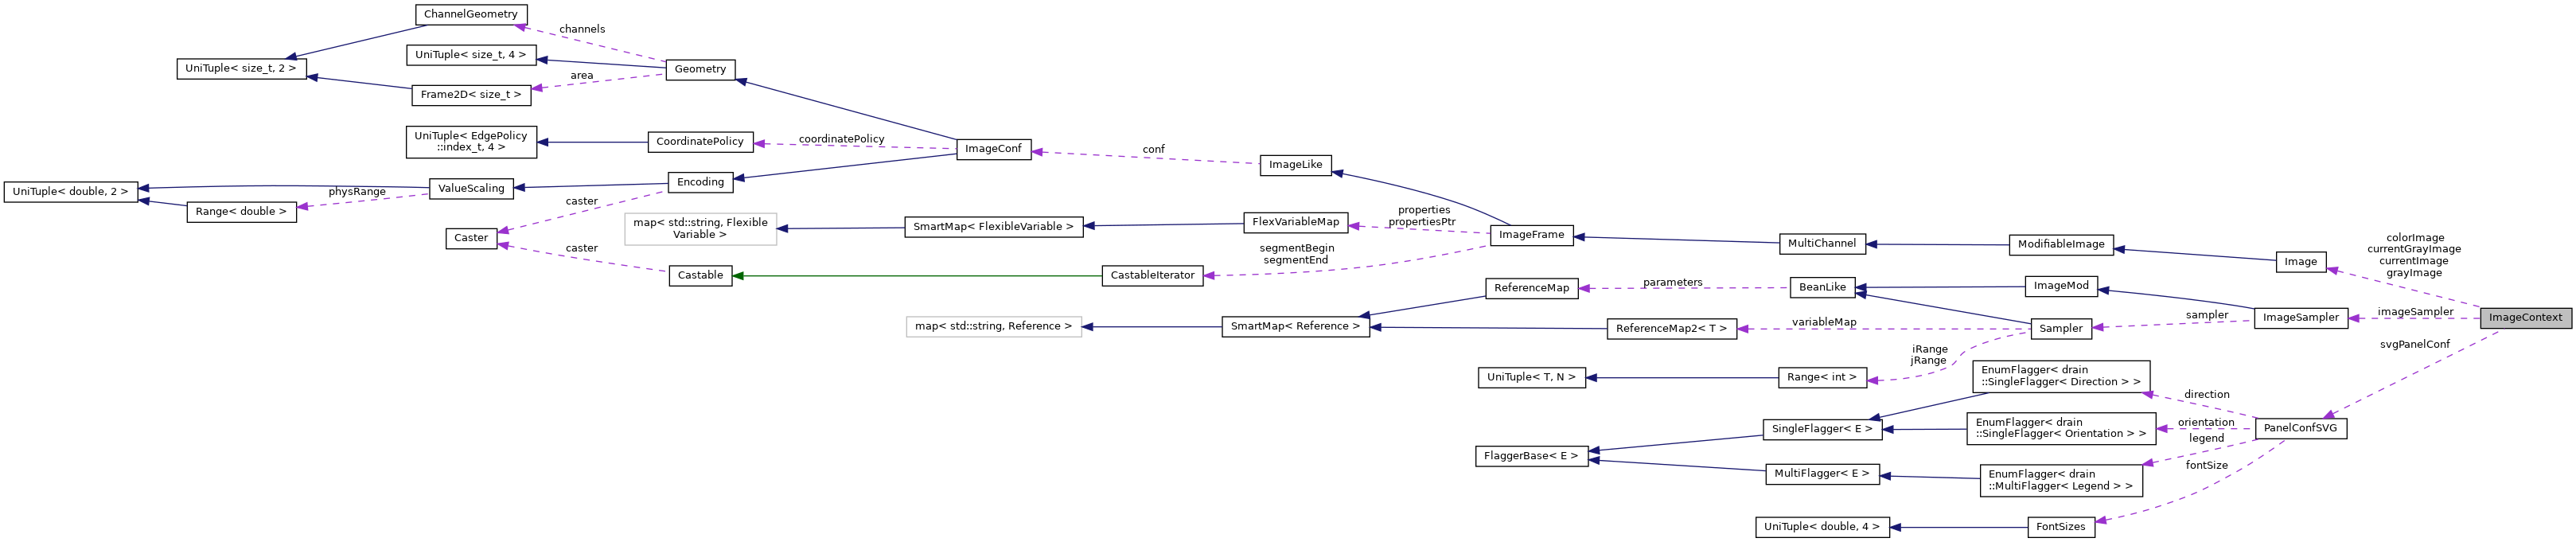 ChannelGeometry
channels
UniTuple< size_t, 4 >
UniTuple< size_t, 2 >
Geometry
area
Frame2D< size_t >
UniTuple< EdgePolicy
::index_t, 4 >
CoordinatePolicy
coordinatePolicy
ImageConf
conf
ImageLike
Encoding
ValueScaling
physRange
UniTuple< double, 2 >
Range< double >
caster
Caster
caster
map< std::string, Flexible
Variable >
SmartMap< FlexibleVariable >
FlexVariableMap
properties
propertiesPtr
ImageFrame
segmentBegin
segmentEnd
Castable
CastableIterator
MultiChannel
ModifiableImage
Image
colorImage
currentGrayImage
currentImage
grayImage
ReferenceMap
parameters
BeanLike
ImageMod
map< std::string, Reference >
SmartMap< Reference >
ReferenceMap2< T >
variableMap
Sampler
sampler
ImageSampler
imageSampler
ImageContext
iRange
jRange
svgPanelConf
UniTuple< T, N >
Range< int >
EnumFlagger< drain
::SingleFlagger< Direction > >
direction
SingleFlagger< E >
EnumFlagger< drain
::SingleFlagger< Orientation > >
orientation
PanelConfSVG
legend
FlaggerBase< E >
MultiFlagger< E >
EnumFlagger< drain
::MultiFlagger< Legend > >
fontSize
UniTuple< double, 4 >
FontSizes